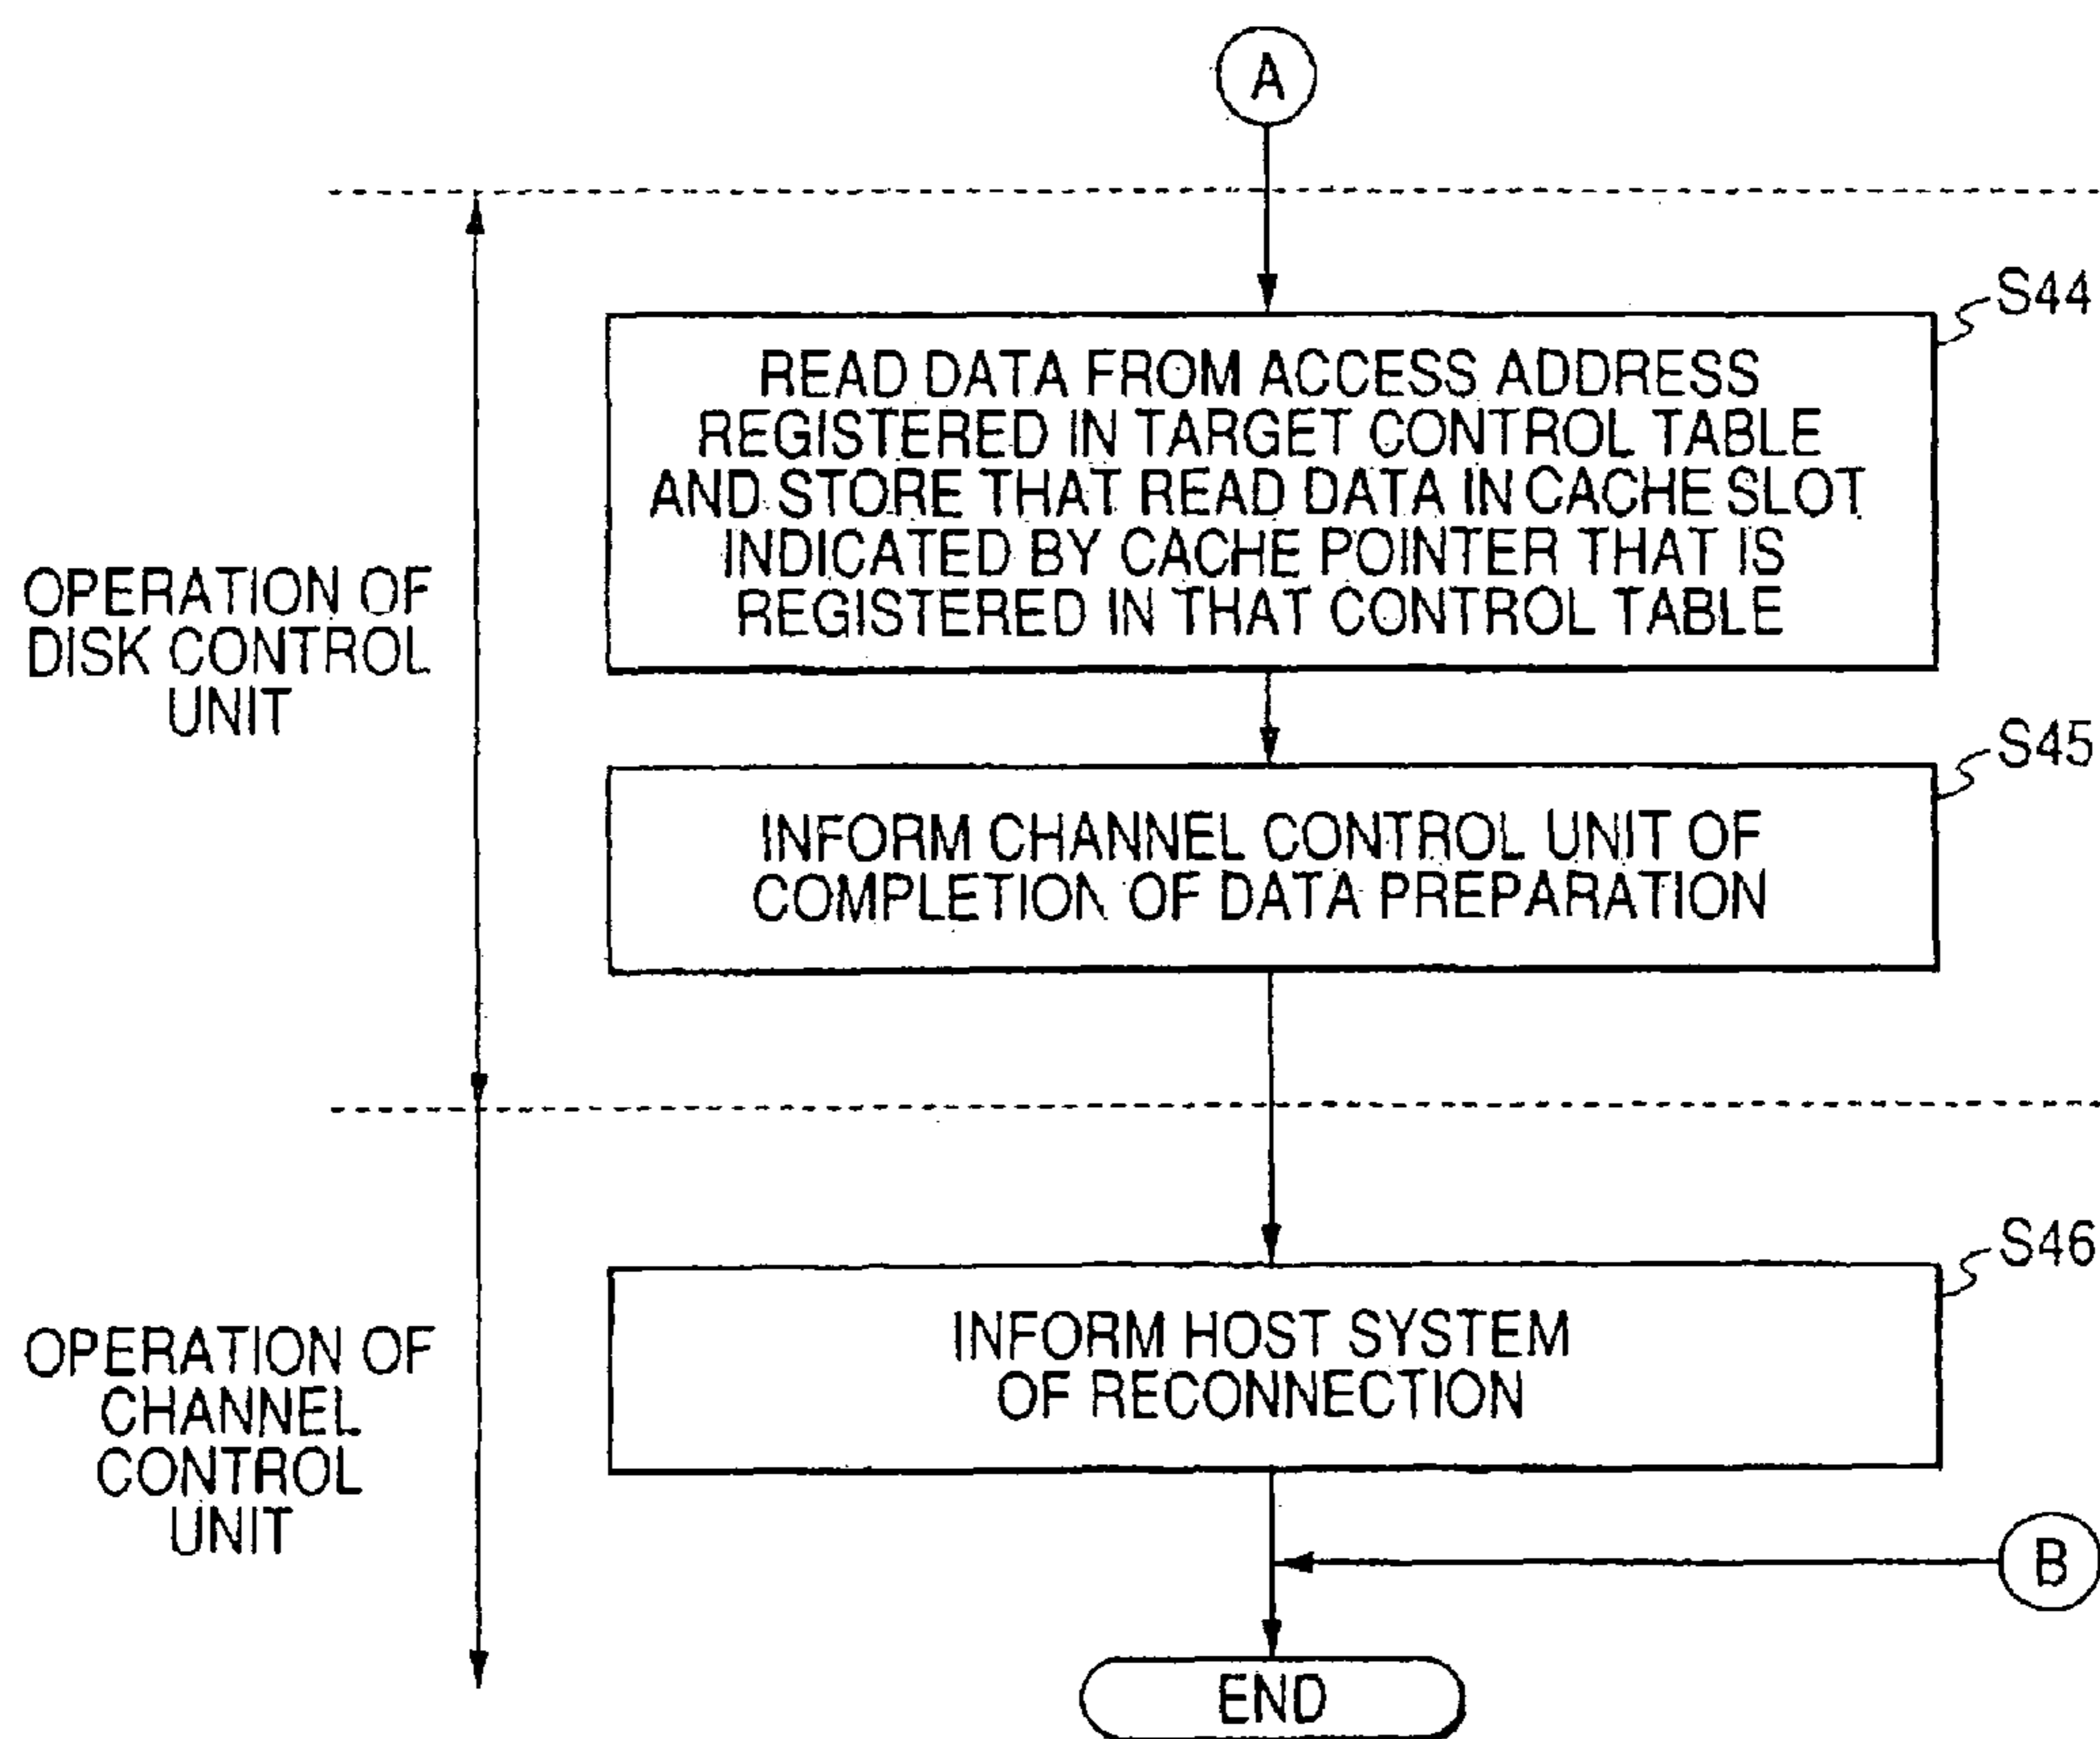 A
S44
READ DATA FROM ACCESS ADDRESS
REGISTERED IN TARGET CONTROL TABLE
AND STORE THAT READ DATA IN CACHE SLOT
INDICATED BY CACHE POINTER THAT IS
REGISTERED IN THAT CONTROL TABLE
OPERATION OF
DISK CONTROL
UNIT
S45
INFORM CHANNEL CONTROL UNIT OF
COMPLETION OF DATA PREPARATION
S46
INFORM HOST SYSTEM
OF RECONNECTION
OPERATION OF
CHANNEL
CONTROL
UNIT
B
END